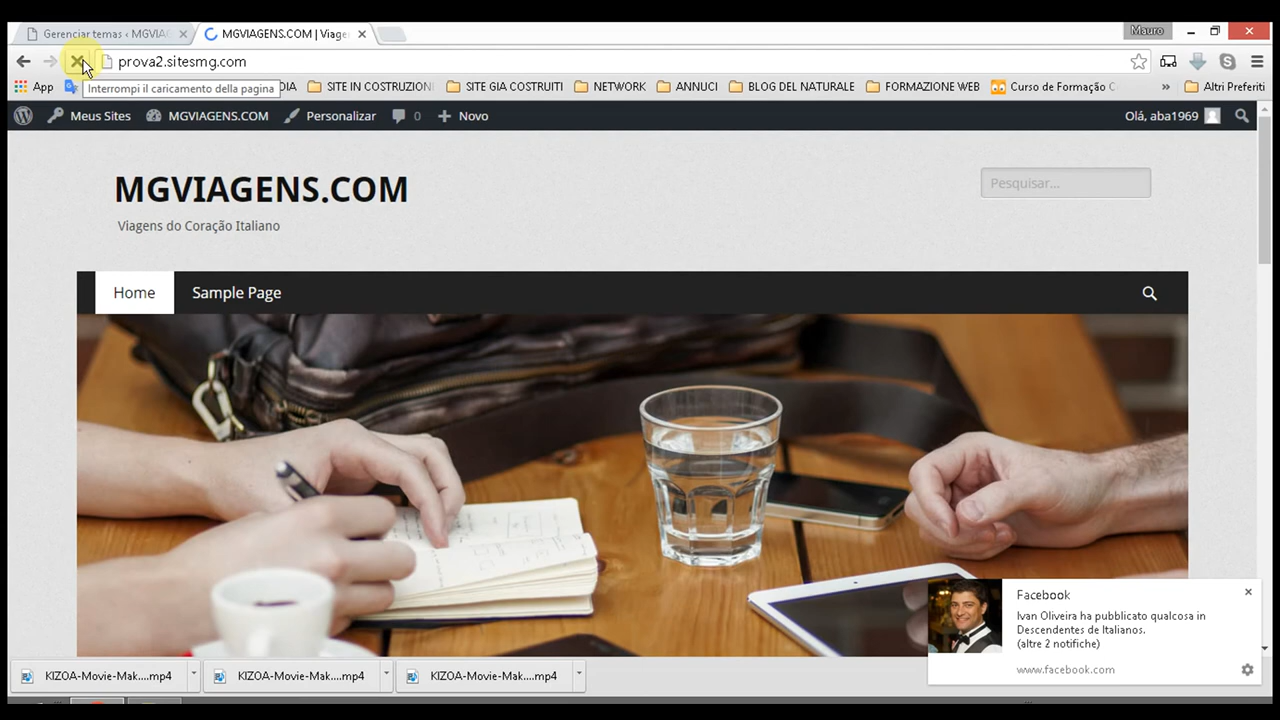 Gerenciar temas ‹ MGVIAG
MGVIAGENS.COM | Viage
Mauro
prova2.sitesmg.com
Interrompi il caricamento della pagina
App
DIA
SITE IN COSTRUZION
SITE GIA COSTRUITI
NETWORK
ANNUCI
BLOG DEL NATURALE
FORMAZIONE WEB
Curso de Formação C
»
Altri Preferiti
Meus Sites
MGVIAGENS.COM
Personalizar
0
Novo
Olá, aba1969
MGVIAGENS.COM
Pesquisar...
Viagens do Coração Italiano
Home
Sample Page
Facebook
Ivan Oliveira ha pubblicato qualcosa in
Descendentes de Italianos.
(altre 2 notifiche)
www.facebook.com
KIZOA-Movie-Mak....mp4
KIZOA-Movie-Mak....mp4
KIZOA-Movie-Mak....mp4